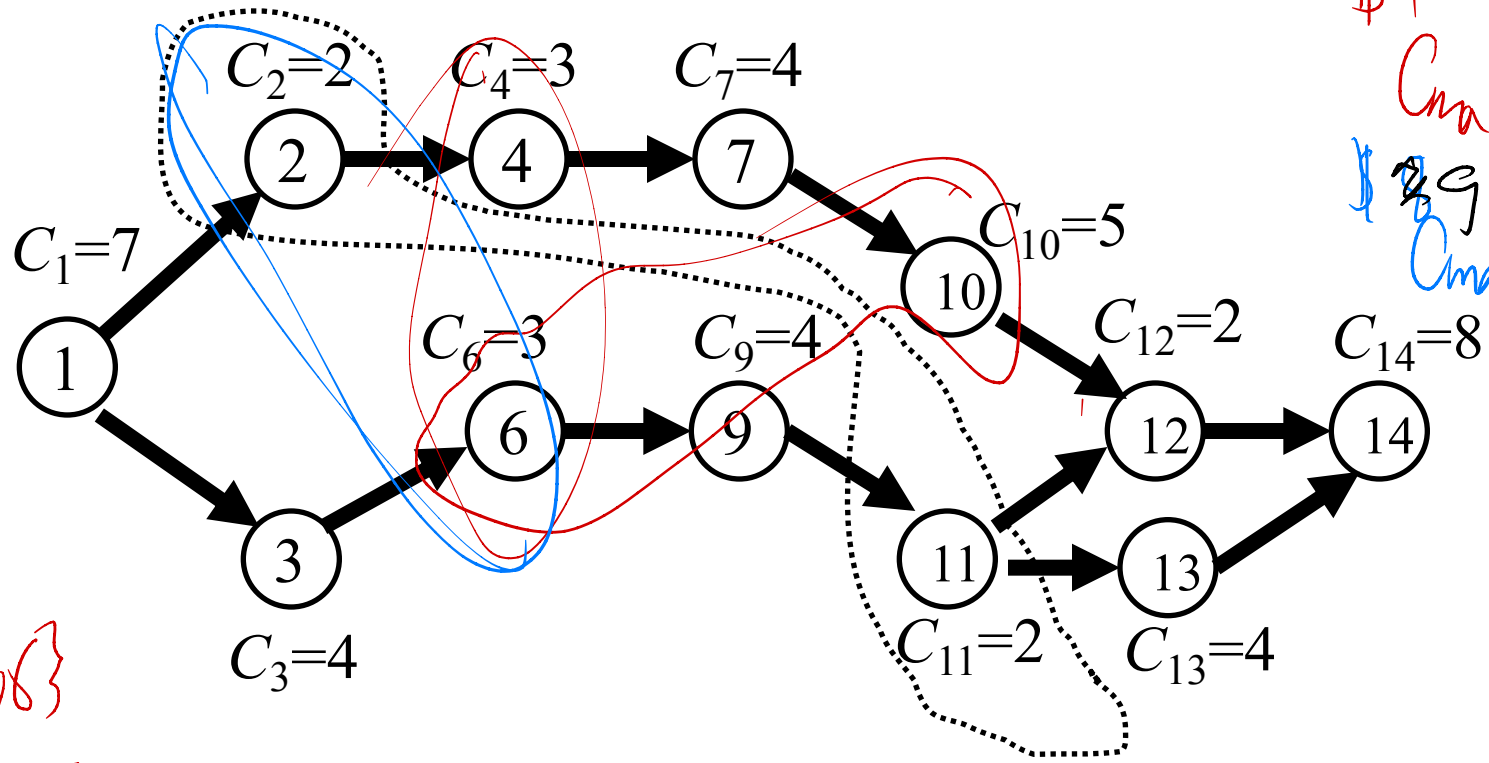 C₂=2
C₄=3
C₇=4
2
4
7
C₁=7
C₁₀=5
10
1
C₆=3
C₉=4
C₁₂=2
C₁₄=8
6
9
12
14
3
11
13
C₃=4
C₁₁=2
C₁₃=4